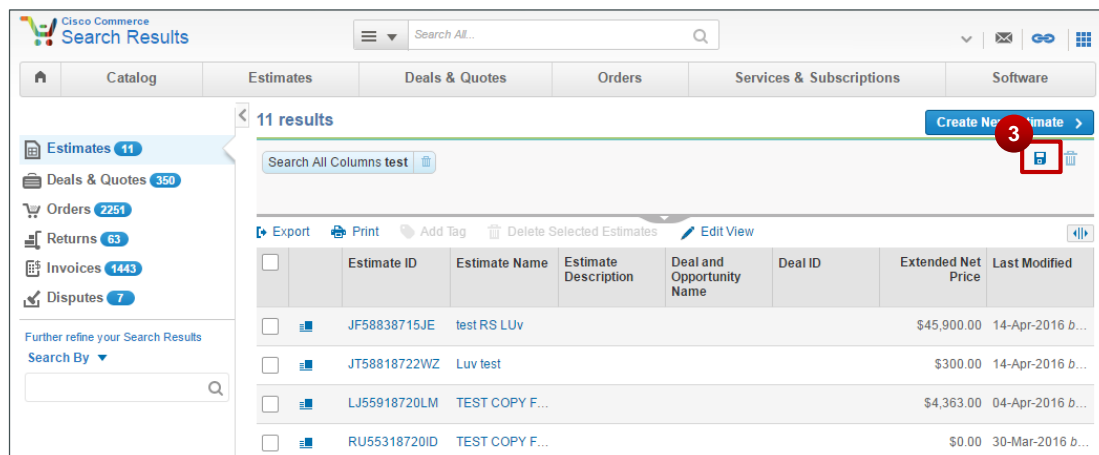 Cisco Commerce
Search Results
Search All...
Catalog
Estimates
Deals & Quotes
Orders
Services & Subscriptions
Software
11 results
Create New Estimate
3
Estimates 11
Deals & Quotes 350
Orders 2251
Returns 63
Invoices 1443
Disputes 7
Further refine your Search Results
Search By
Search All Columns test
Export Print Add Tag Delete Selected Estimates Edit View
Estimate ID
Estimate Name
Estimate
Description
Deal and
Opportunity
Name
Deal ID
Extended Net
Price
Last Modified
JF58838715JE test RS LUv $45,900.00 14-Apr-2016 b...
JT58818722WZ Luv test $300.00 14-Apr-2016 b...
LJ55918720LM TEST COPY F... $4,363.00 04-Apr-2016 b...
RU55318720ID TEST COPY F... $0.00 30-Mar-2016 b...